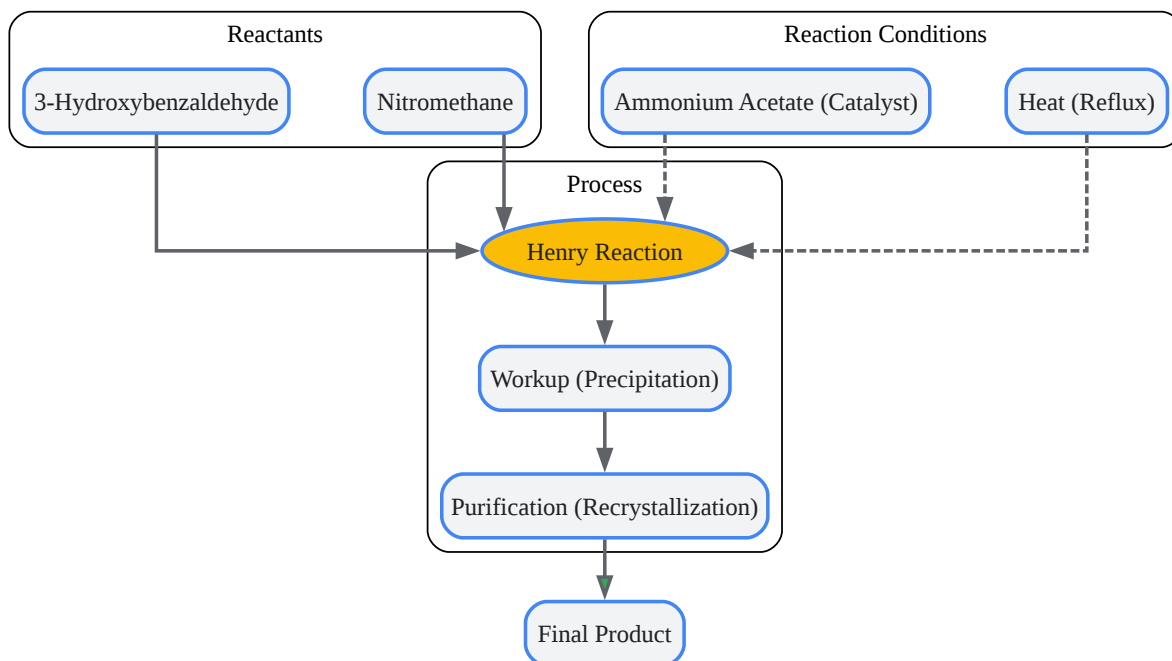 Reactants
Reaction Conditions
3-Hydroxybenzaldehyde
Nitromethane
Ammonium Acetate (Catalyst)
Heat (Reflux)
Process
Henry Reaction
Workup (Precipitation)
Purification (Recrystallization)
Final Product